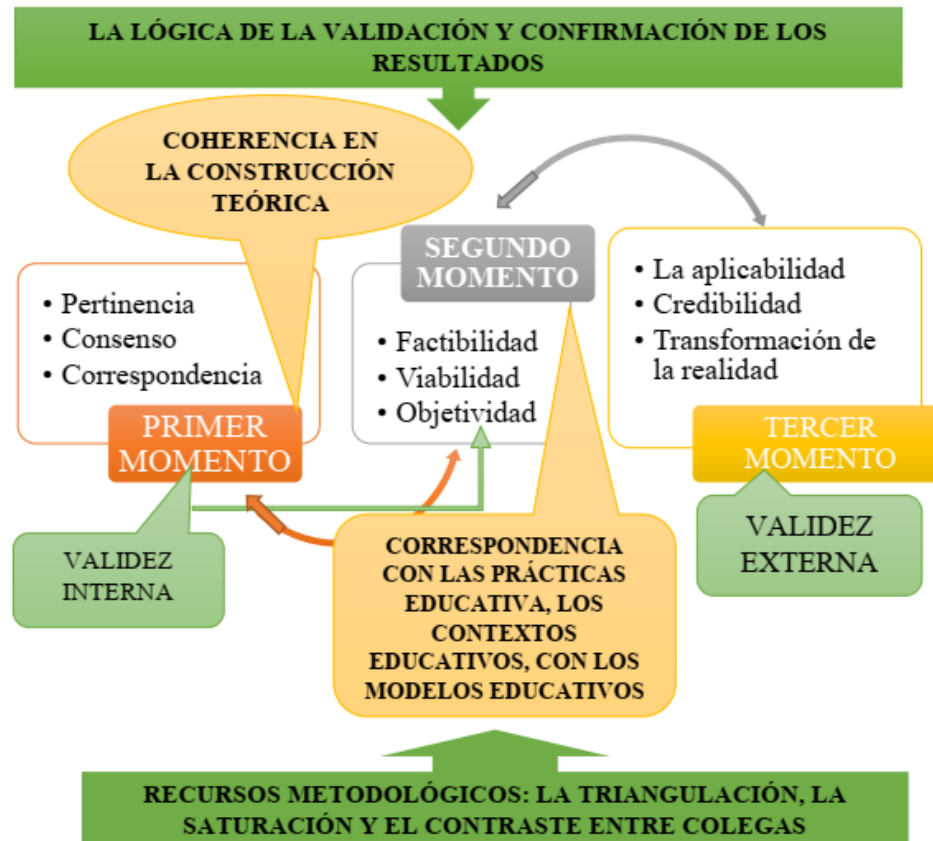 LA LÓGICA DE LA VALIDACIÓN Y CONFIRMACIÓN DE LOS
RESULTADOS
COHERENCIA EN
LA CONSTRUCCIÓN
TEÓRICA
• Pertinencia
• Consenso
• Correspondencia
PRIMER
MOMENTO
VALIDEZ
INTERNA
SEGUNDO
MOMENTO
• Factibilidad
• Viabilidad
• Objetividad
CORRESPONDENCIA
CON LAS PRÁCTICAS
EDUCATIVA, LOS
CONTEXTOS
EDUCATIVOS, CON LOS
MODELOS EDUCATIVOS
• La aplicabilidad
• Credibilidad
• Transformación de
la realidad
TERCER
MOMENTO
VALIDEZ
EXTERNA
RECURSOS METODOLÓGICOS: LA TRIANGULACIÓN, LA
SATURACIÓN Y EL CONTRASTE ENTRE COLEGAS